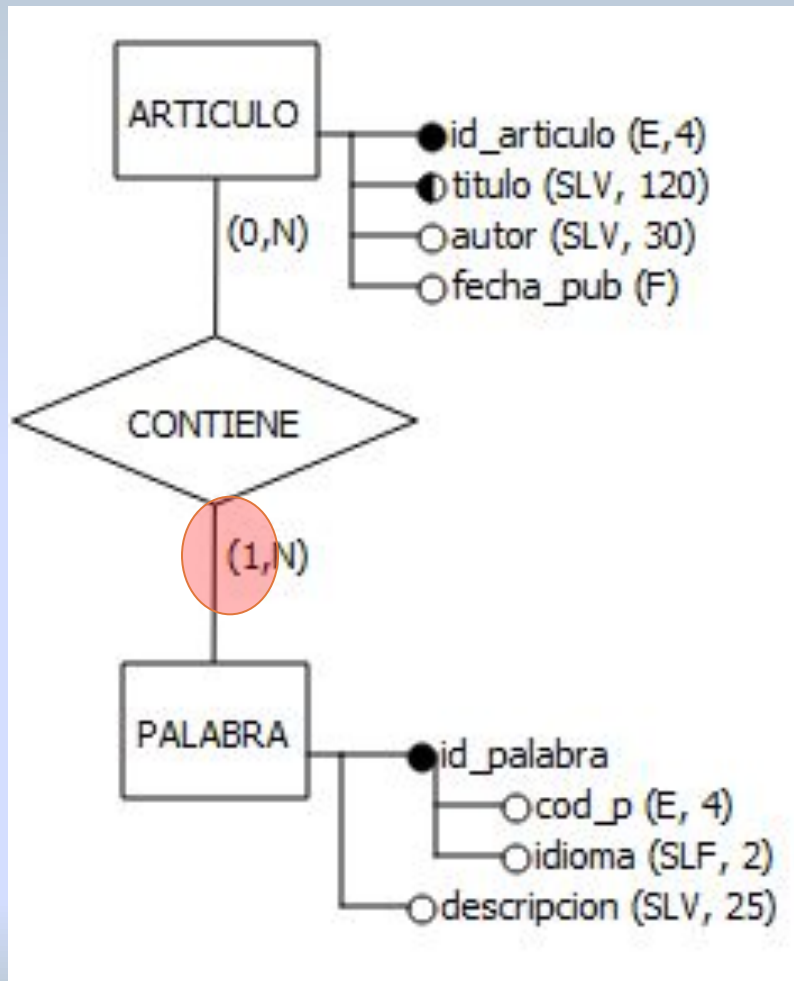 ARTICULO
id_articulo (E,4)
titulo (SLV, 120)
autor (SLV, 30)
fecha_pub (F)
(0,N)
CONTIENE
(1,N)
PALABRA
id_palabra
cod_p (E, 4)
idioma (SLF, 2)
descripcion (SLV, 25)